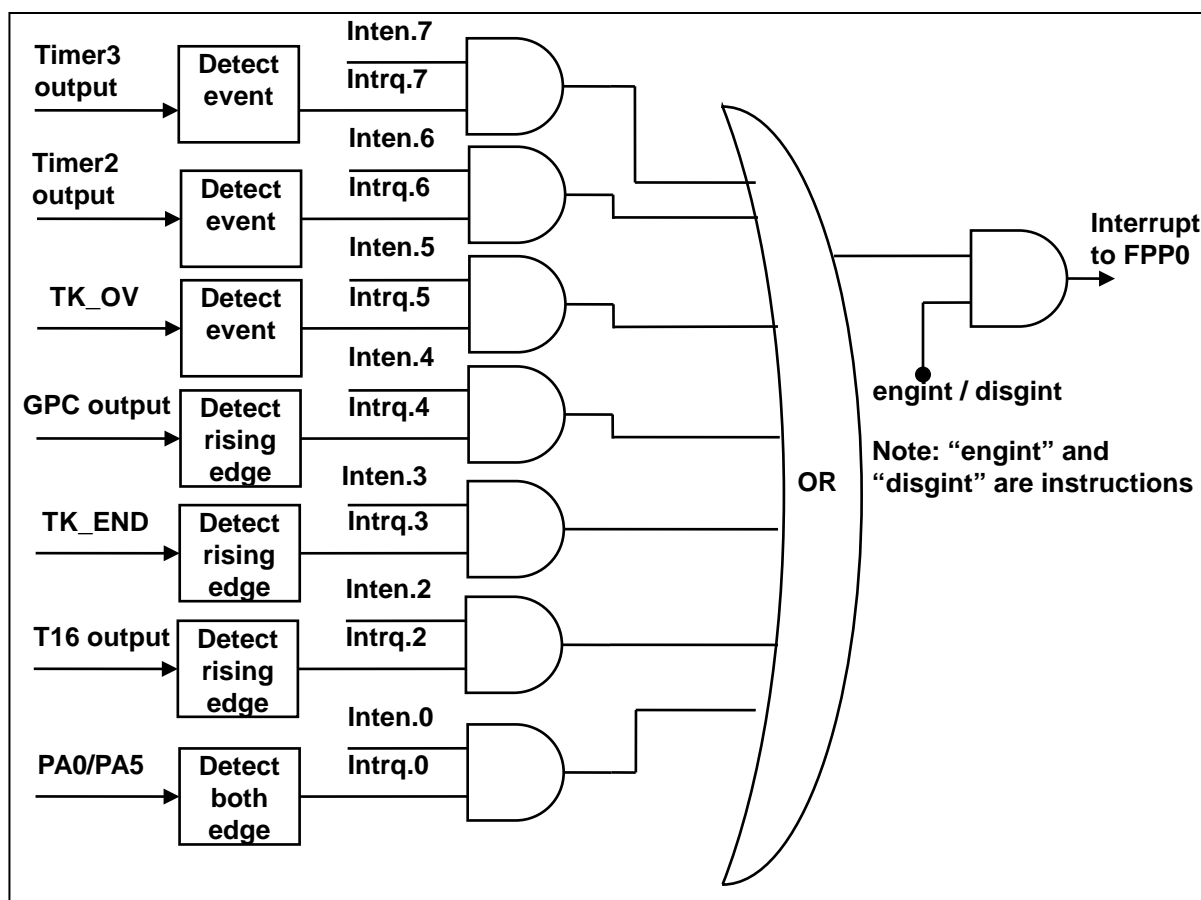 Inten.7
Timer3
output
Detect
event
Intrq.7
Inten.6
Timer2
output
Detect
event
Intrq.6
Inten.5
TK_OV
Detect
event
Intrq.5
Inten.4
GPC output
Detect
rising
edge
Intrq.4
Inten.3
TK_END
Detect
rising
edge
Intrq.3
Inten.2
T16 output
Detect
rising
edge
Intrq.2
Inten.0
PA0/PA5
Detect
both
edge
Intrq.0
OR
Interrupt
to FPP0
engint / disgint
Note: “engint” and
“disgint” are instructions